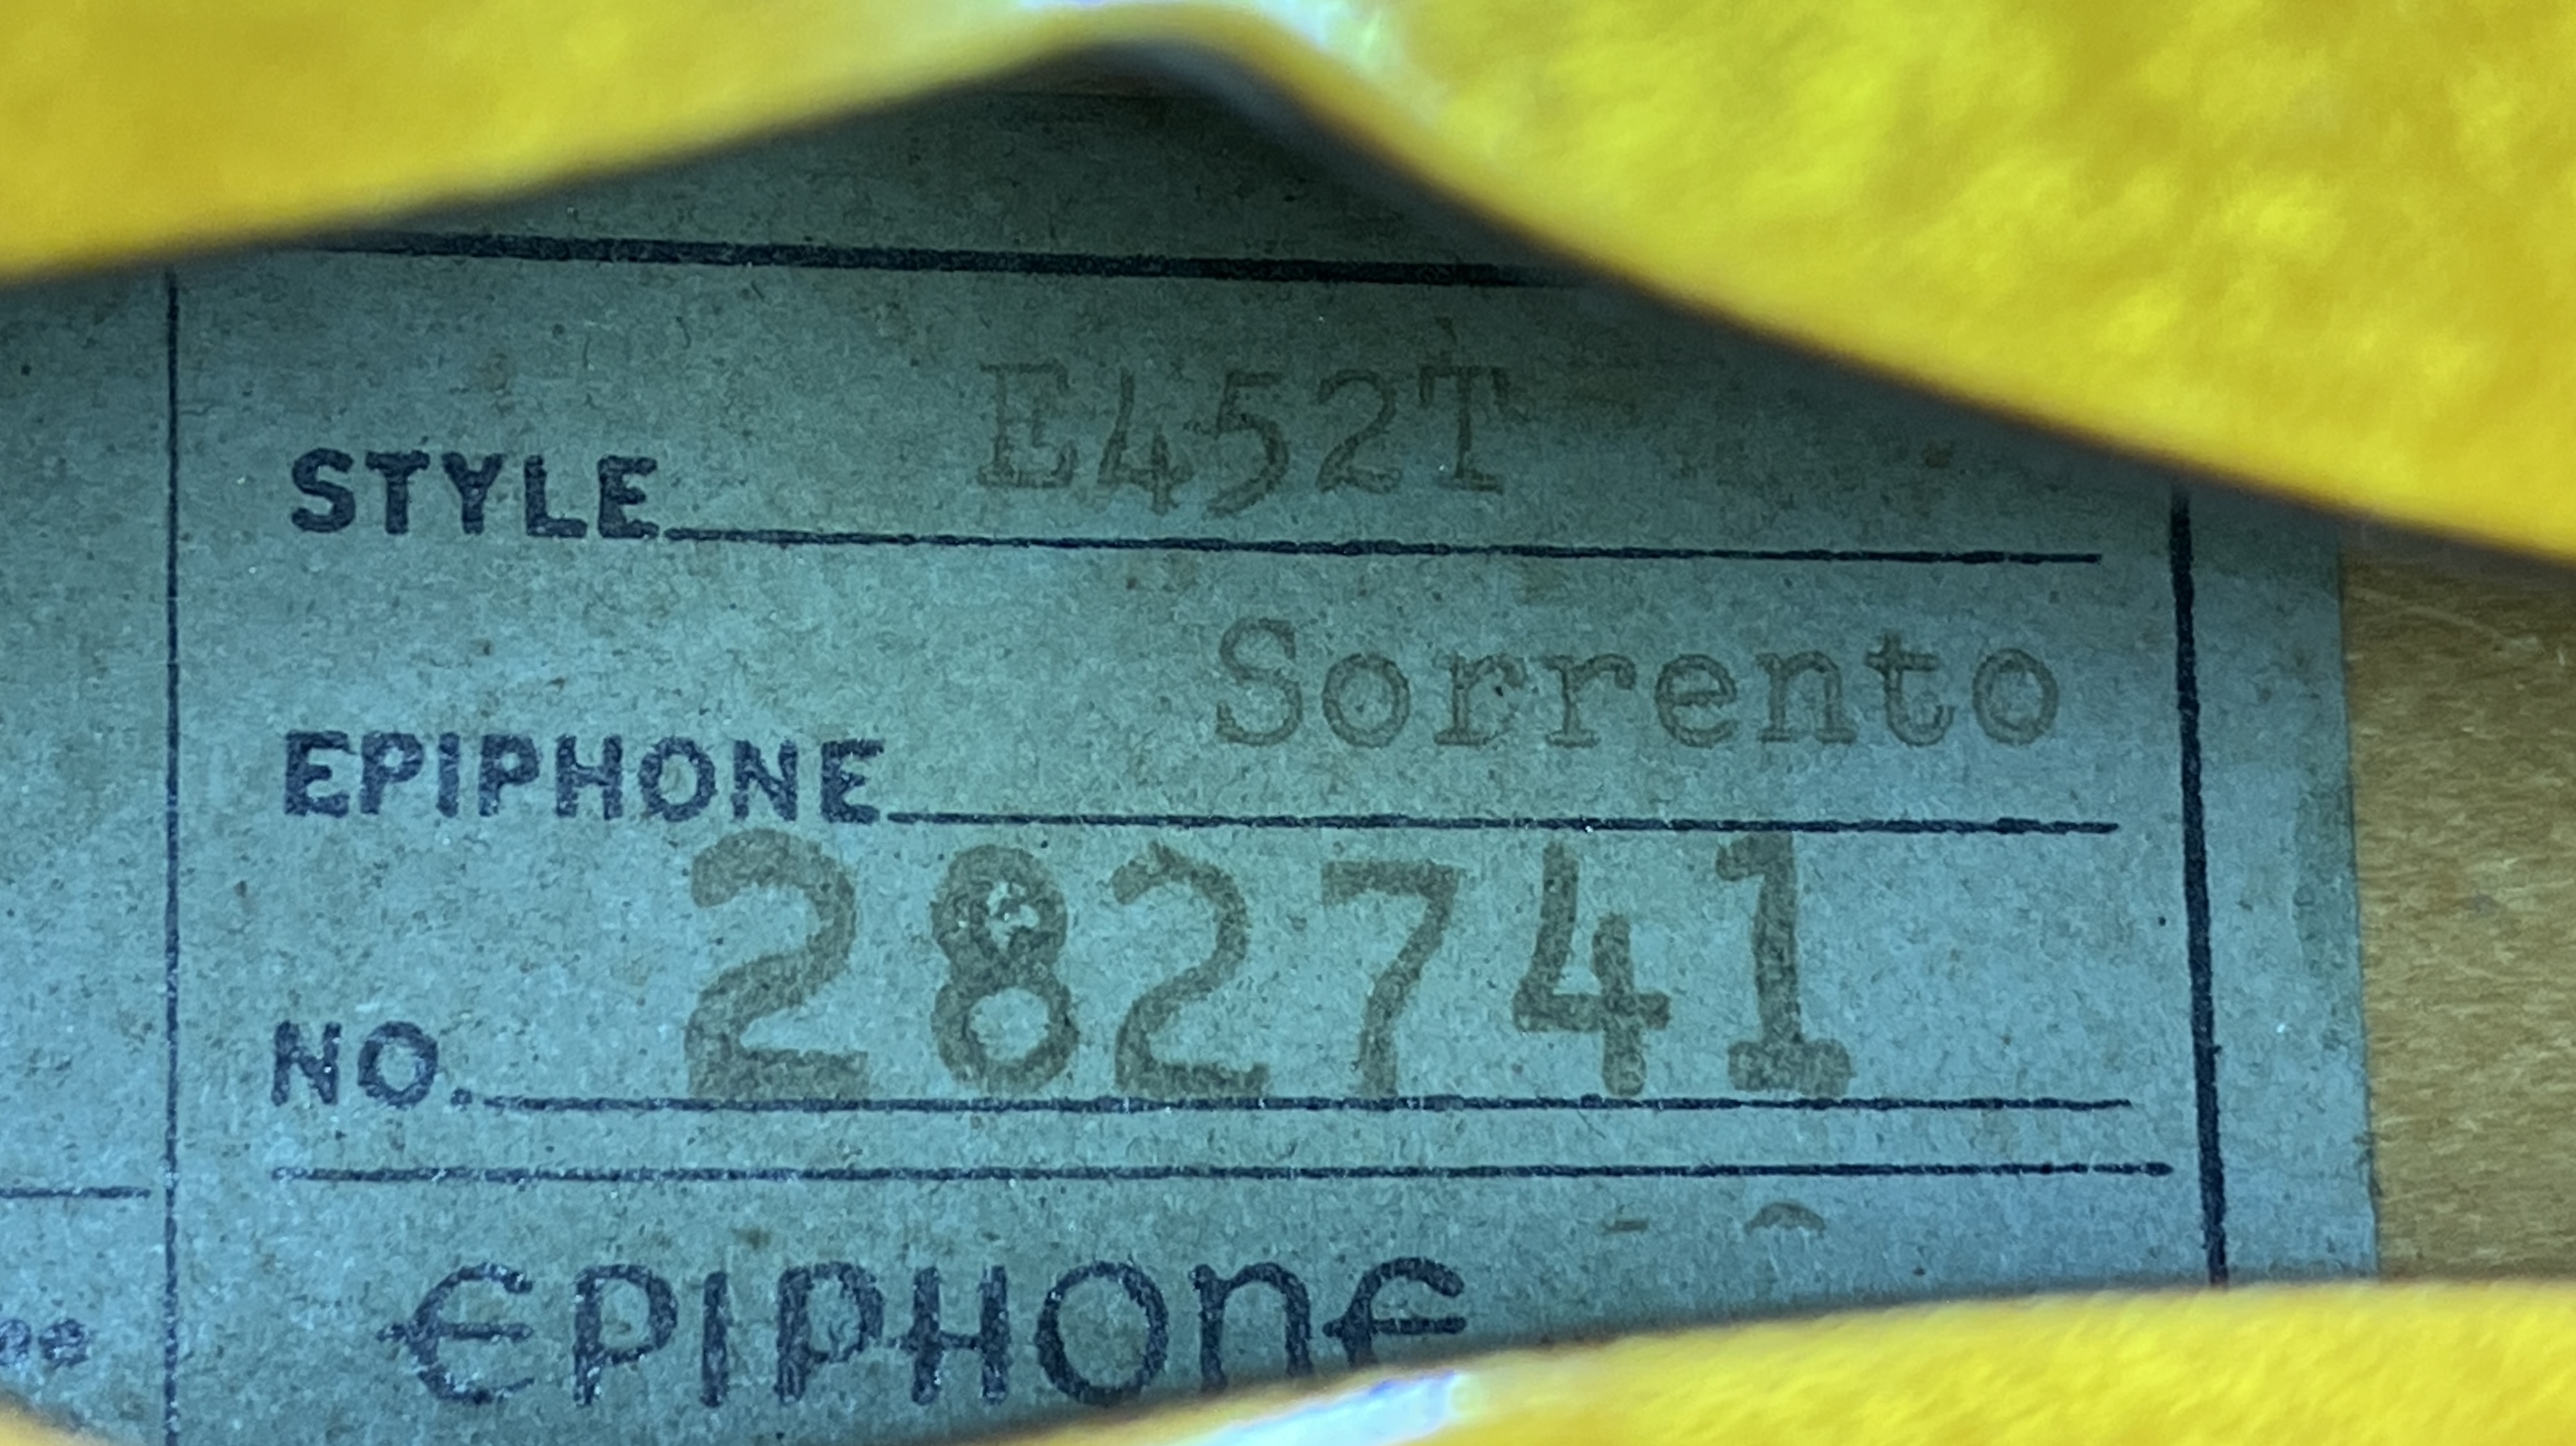 STYLE E452T
EPIPHONE Sorrento
NO. 282741
EPIPHONE